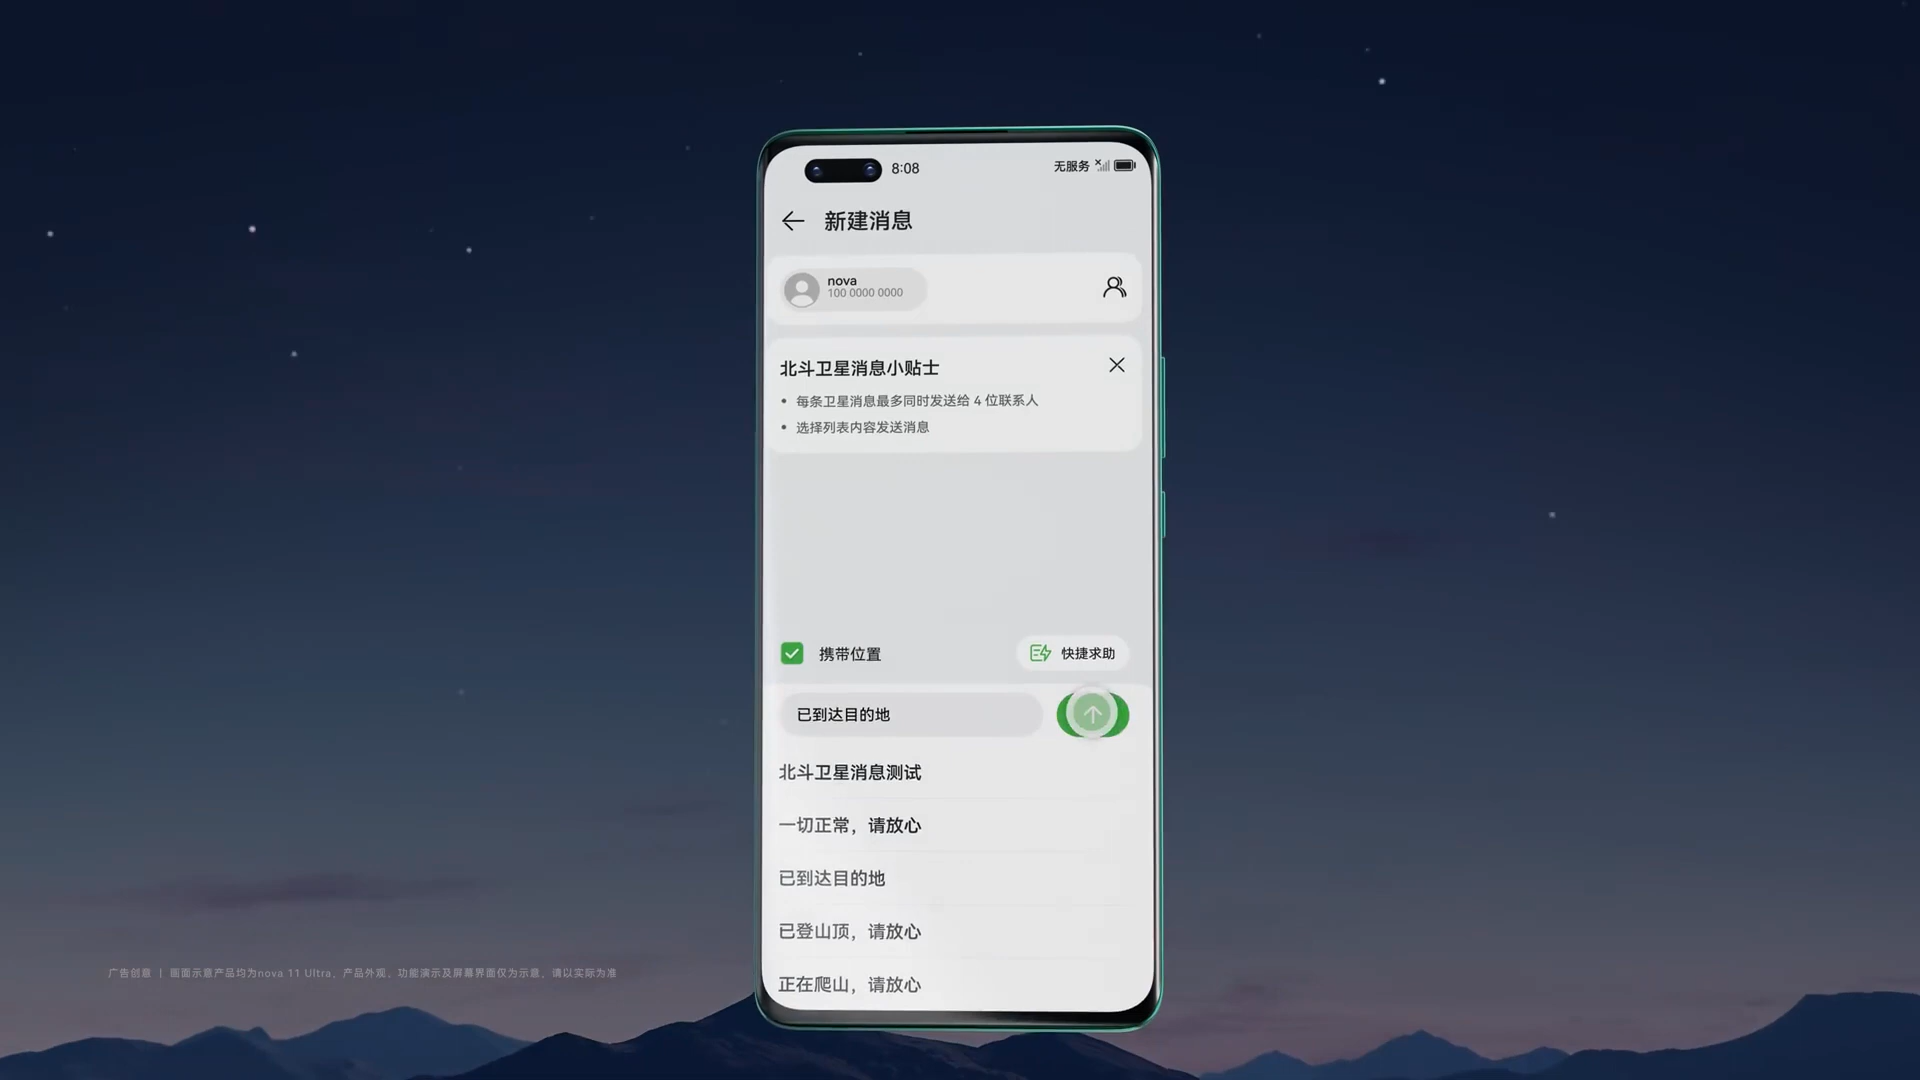 8:08 无服务
新建消息
nova
100 0000 0000
北斗卫星消息小贴士
• 每条卫星消息最多同时发送给 4 位联系人
• 选择列表内容发送消息
携带位置 快捷求助
已到达目的地
北斗卫星消息测试
一切正常，请放心
已到达目的地
已登山顶，请放心
正在爬山，请放心
广告创意 | 画面示意产品均为nova 11 Ultra、产品外观、功能演示及屏幕界面仅为示意，请以实际为准